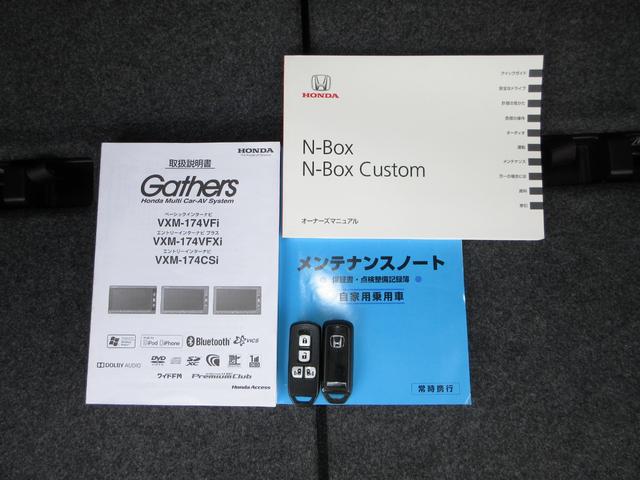 HONDA
N-Box
N-Box Custom
オーナーズマニュアル
クイックガイド
安全なドライブ
計器の見かた
各部の操作
オーディオ
運転
メンテナンス
万一の場合には
資料
索引
HONDA
取扱説明書
Gathers
Honda Multi Car-AV System
ベーシックインターナビ
VXM-174VFi
エントリーインターナビ プラス
VXM-174VFXi
エントリーインターナビ
VXM-174CSi
iPod iPhone
Bluetooth
VICS
DOLBY AUDIO
DVD
SD XC
ワイドFM
PremiumClub
Honda Access
メンテナンスノート
保証書・点検整備記録簿
自家用乗用車
常時携行